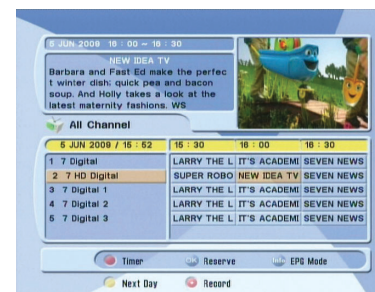 5 JUN 2009 16 : 00 ~ 16 : 30
NEW IDEA TV
Barbara and Fast Ed make the perfec
t winter dish: quick pea and bacon
soup. And Holly takes a look at the
latest maternity fashions. WS
All Channel
5 JUN 2009 / 15 : 52 15 : 30 16 : 00 16 : 30
1 7 Digital LARRY THE L IT'S ACADEMI SEVEN NEWS
2 7 HD Digital SUPER ROBO NEW IDEA TV SEVEN NEWS
3 7 Digital 1 LARRY THE L IT'S ACADEMI SEVEN NEWS
4 7 Digital 2 LARRY THE L IT'S ACADEMI SEVEN NEWS
5 7 Digital 3 LARRY THE L IT'S ACADEMI SEVEN NEWS
Timer OK Reserve Info EPG Mode
Next Day Record